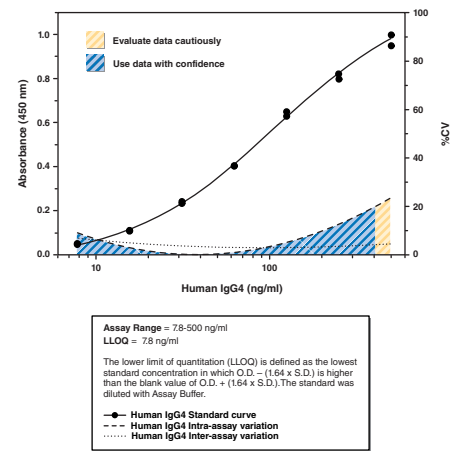 Evaluate data cautiously
Use data with confidence
Absorbance (450 nm)
1.0
0.8
0.6
0.4
0.2
0.0
100
80
60
40
20
0
%CV
10
100
Human IgG4 (ng/ml)
Assay Range = 7.8-500 ng/ml
LLOQ = 7.8 ng/ml
The lower limit of quantitation (LLOQ) is defined as the lowest
standard concentration in which O.D. – (1.64 x S.D.) is higher
than the blank value of O.D. + (1.64 x S.D.).The standard was
diluted with Assay Buffer.
Human IgG4 Standard curve
Human IgG4 Intra-assay variation
Human IgG4 Inter-assay variation